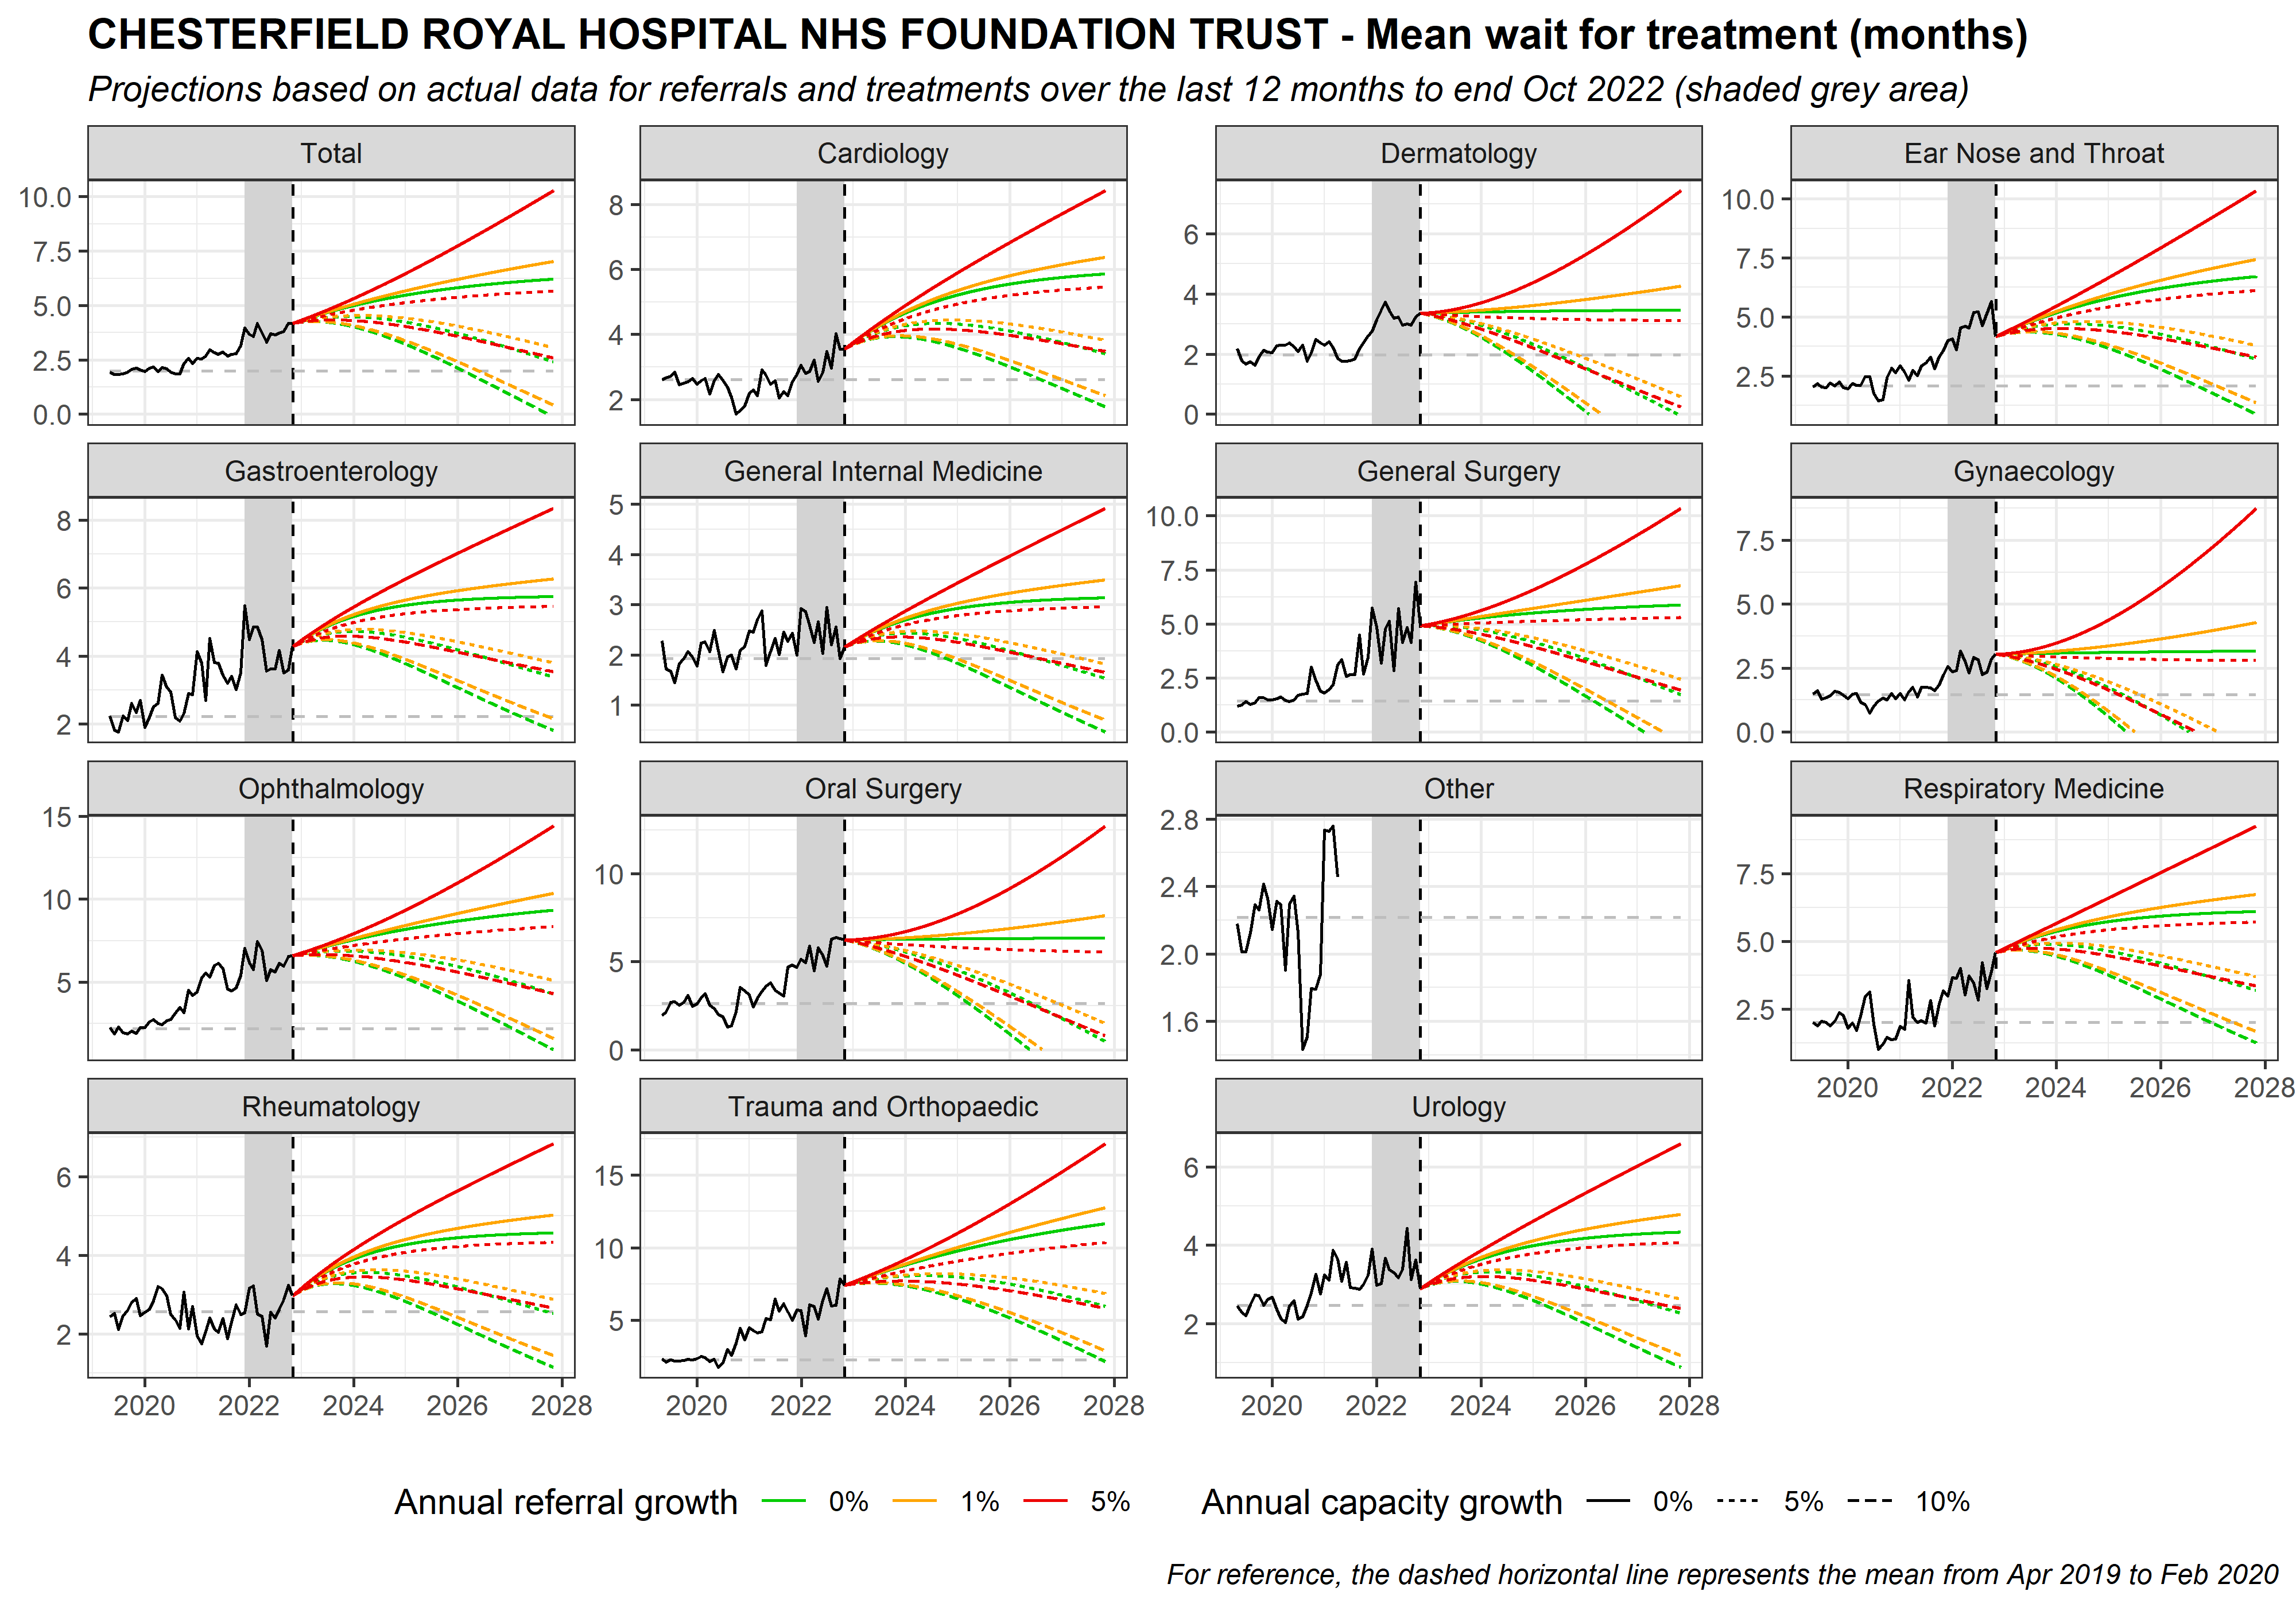 CHESTERFIELD ROYAL HOSPITAL NHS FOUNDATION TRUST - Mean wait for treatment (months)
Projections based on actual data for referrals and treatments over the last 12 months to end Oct 2022 (shaded grey area)
Total
10.0
7.5
5.0
2.5
0.0
Cardiology
8
6
4
2
Dermatology
6
4
2
0
Ear Nose and Throat
10.0
7.5
5.0
2.5
Gastroenterology
8
6
4
2
General Internal Medicine
5
4
3
2
1
General Surgery
10.0
7.5
5.0
2.5
0.0
Gynaecology
7.5
5.0
2.5
0.0
Ophthalmology
15
10
5
Oral Surgery
10
5
0
Other
2.8
2.4
2.0
1.6
Respiratory Medicine
7.5
5.0
2.5
2020 2022 2024 2026 2028
Rheumatology
6
4
2
2020 2022 2024 2026 2028
Trauma and Orthopaedic
15
10
5
2020 2022 2024 2026 2028
Urology
6
4
2
2020 2022 2024 2026 2028
Annual referral growth 0% 1% 5%
Annual capacity growth 0% 5% 10%
For reference, the dashed horizontal line represents the mean from Apr 2019 to Feb 2020